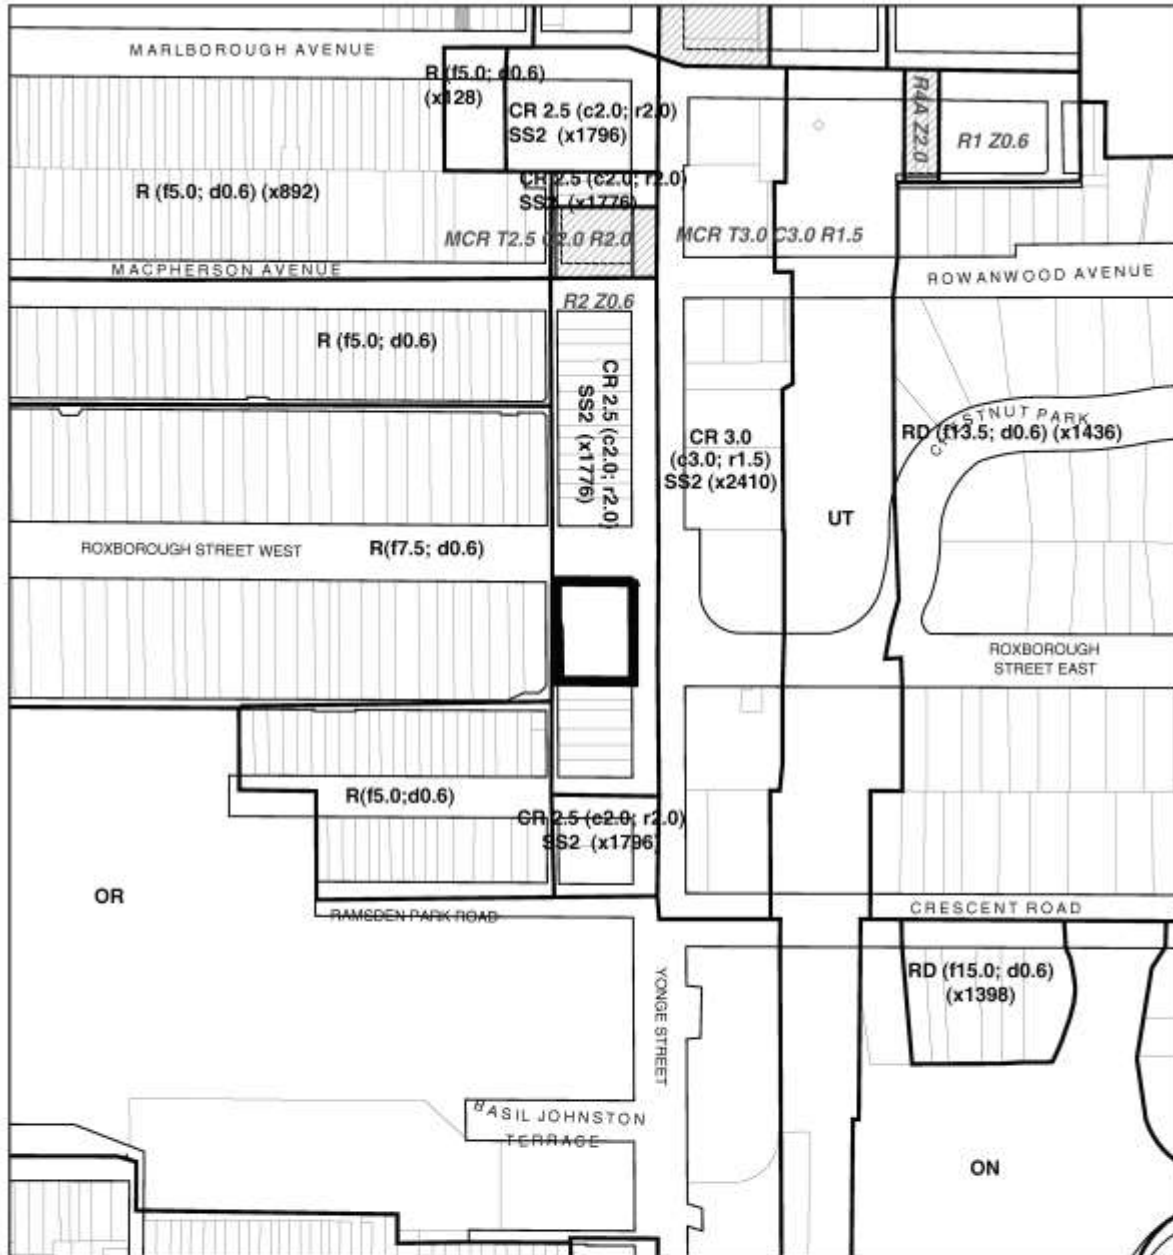 MARLBOROUGH AVENUE
R (f5.0; d0.6)
(x128)
CR 2.5 (c2.0; r2.0)
SS2 (x1796)
R4A Z2.0
R1 Z0.6
R (f5.0; d0.6) (x892)
CR 2.5 (c2.0; r2.0)
SS2 (x1776)
MCR T2.5 C2.0 R2.0
MCR T3.0 C3.0 R1.5
MACPHERSON AVENUE
ROWANWOOD AVENUE
R2 Z0.6
R (f5.0; d0.6)
CR 2.5 (c2.0; r2.0)
SS2 (x1776)
CHESTNUT PARK
RD (f13.5; d0.6) (x1436)
CR 3.0
(c3.0; r1.5)
SS2 (x2410)
UT
ROXBOROUGH STREET WEST
R(f7.5; d0.6)
ROXBOROUGH
STREET EAST
R(f5.0;d0.6)
CR 2.5 (c2.0; r2.0)
SS2 (x1796)
OR
RAMSDEN PARK ROAD
CRESCENT ROAD
YONGE STREET
RD (f15.0; d0.6)
(x1398)
BASIL JOHNSTON
TERRACE
ON